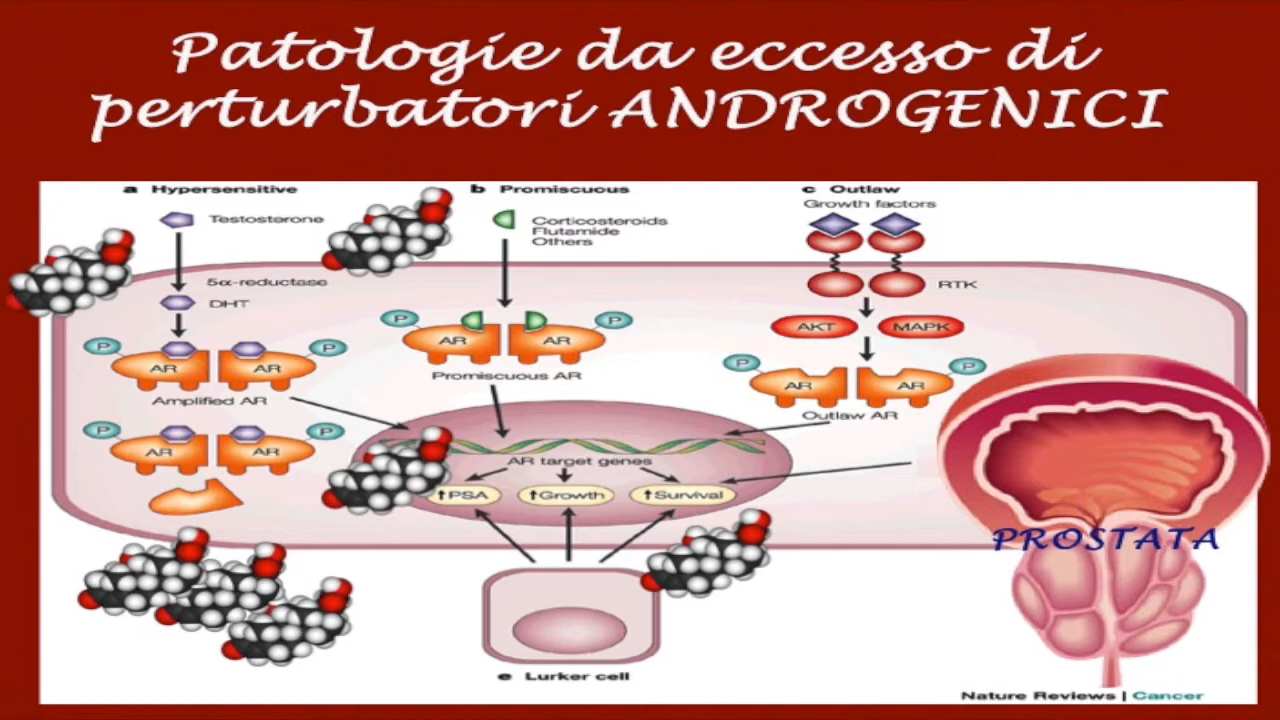 Patologie da eccesso di
perturbatori ANDROGENICI
a Hypersensitive
Testosterone
5α-reductase
DHT
P
P
AR
AR
Amplified AR
P
P
AR
AR
b Promiscuous
Corticosteroids
Flutamide
Others
P
P
AR
AR
Promiscuous AR
c Outlaw
Growth factors
RTK
AKT
MAPK
P
P
AR
AR
Outlaw AR
AR target genes
↑PSA
↑Growth
↑Survival
PROSTATA
e Lurker cell
Nature Reviews | Cancer